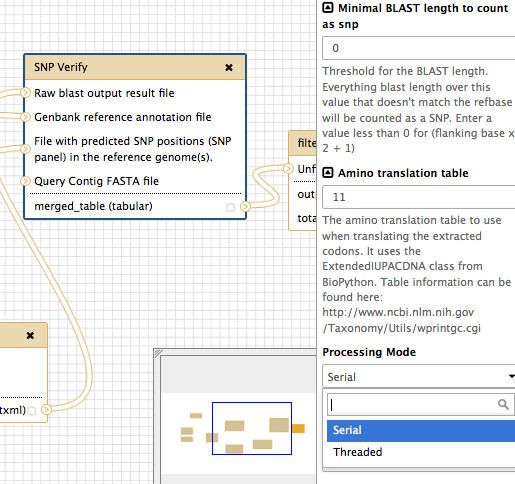 SNP Verify
Raw blast output result file
Genbank reference annotation file
File with predicted SNP positions (SNP
panel) in the reference genome(s).
Query Contig FASTA file
merged_table (tabular)
filte
Unf
out
tota
txml)
Minimal BLAST length to count
as snp
0
Threshold for the BLAST length.
Everything blast length over this
value that doesn't match the refbase
will be counted as a SNP. Enter a
value less than 0 for (flanking base x
2 + 1)
Amino translation table
11
The amino translation table to use
when translating the extracted
codons. It uses the
ExtendedIUPACDNA class from
BioPython. Table information can be
found here:
http://www.ncbi.nlm.nih.gov
/Taxonomy/Utils/wprintgc.cgi
Processing Mode
Serial
Serial
Threaded